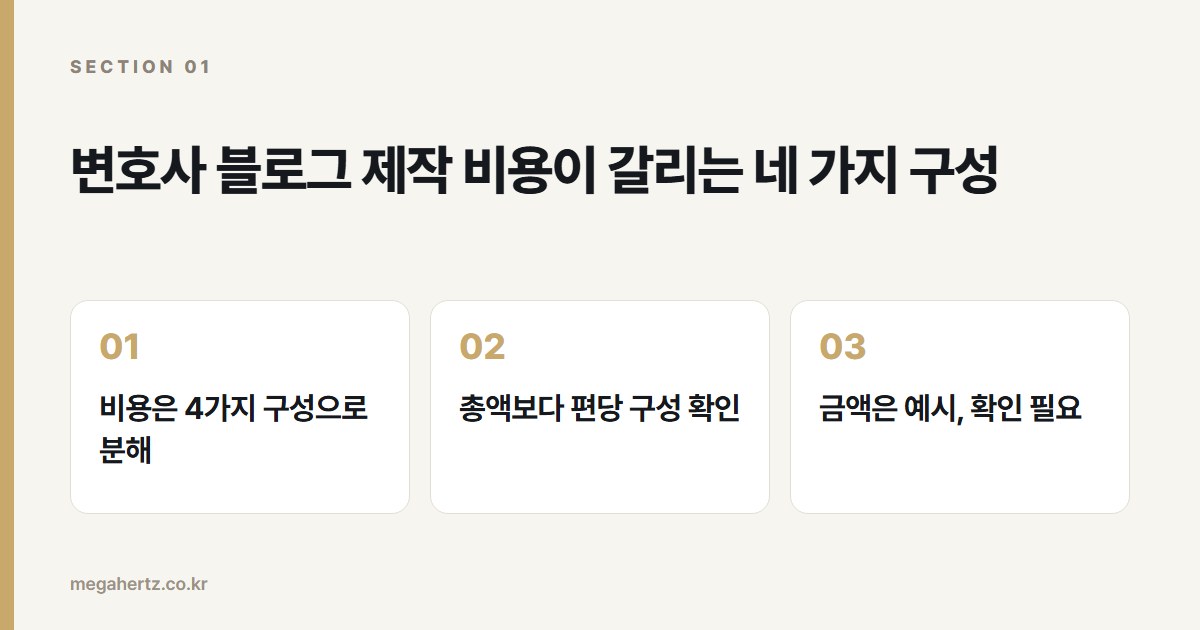 SECTION 01
변호사 블로그 제작 비용이 갈리는 네 가지 구성
01
비용은 4가지 구성으로
분해
02
총액보다 편당 구성 확인
03
금액은 예시, 확인 필요
megahertz.co.kr